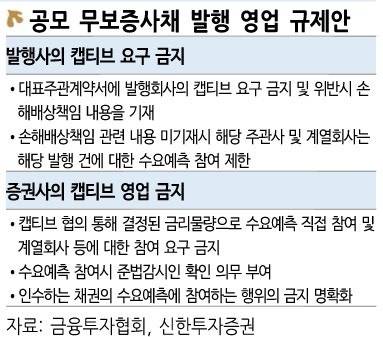 공모 무보증사채 발행 영업 규제안
발행사의 캡티브 요구 금지
• 대표주관계약서에 발행회사의 캡티브 요구 금지 및 위반시 손
해배상책임 내용을 기재
• 손해배상책임 관련 내용 미기재시 해당 주관사 및 계열회사는
해당 발행 건에 대한 수요예측 참여 제한
증권사의 캡티브 영업 금지
• 캡티브 협의 통해 결정된 금리물량으로 수요예측 직접 참여 및
계열회사 등에 대한 참여 요구 금지
• 수요예측 참여시 준법감시인 확인 의무 부여
• 인수하는 채권의 수요예측에 참여하는 행위의 금지 명확화
자료: 금융투자협회, 신한투자증권